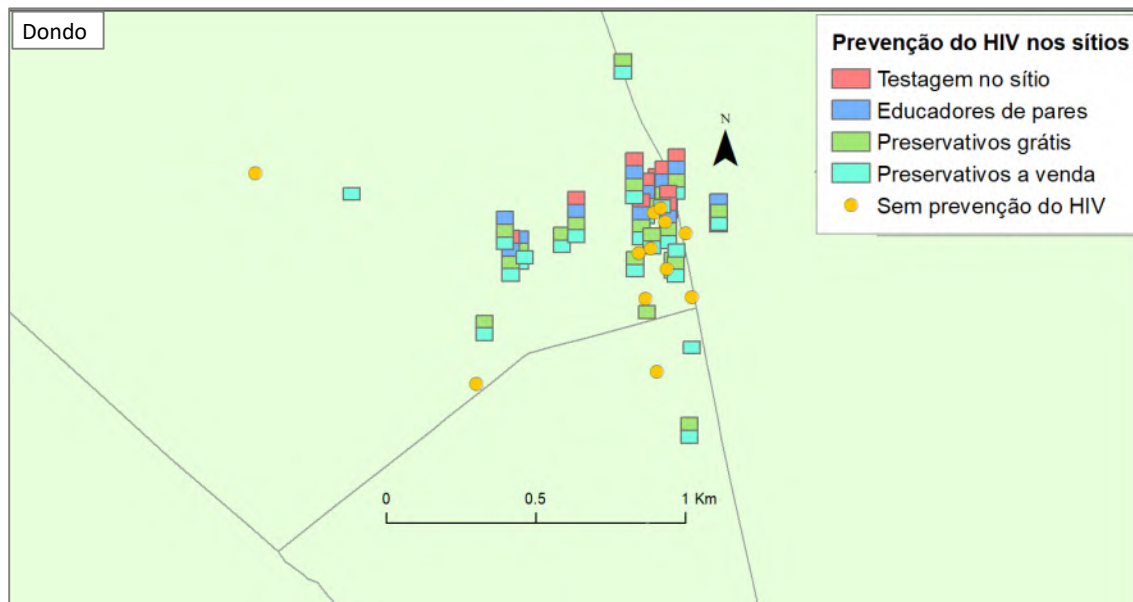 Dondo
Prevenção do HIV nos sítios
Testagem no sítio
Educadores de pares
Preservativos grátis
Preservativos a venda
Sem prevenção do HIV
N
0 0.5 1 Km